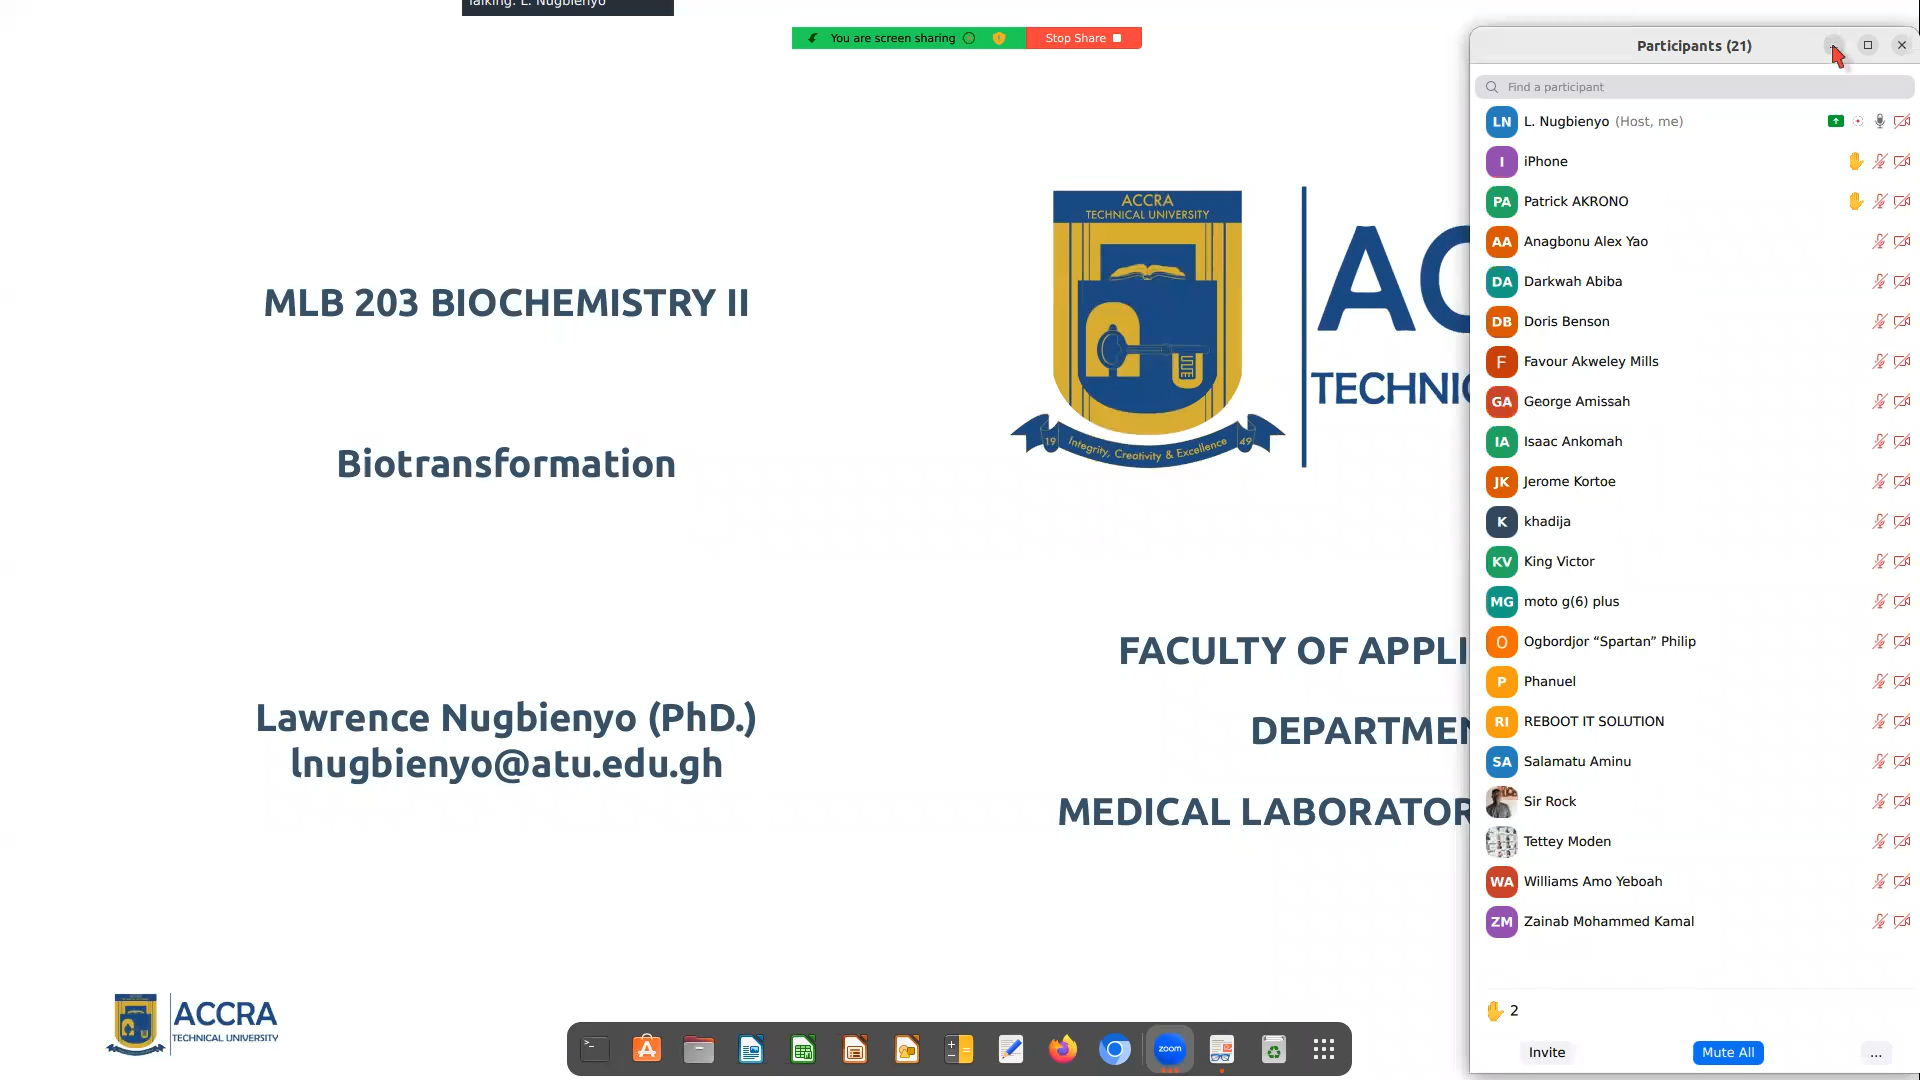 Talking: L. Nugbienyo
You are screen sharing
Stop Share
MLB 203 BIOCHEMISTRY II
Biotransformation
Lawrence Nugbienyo (PhD.)
lnugbienyo@atu.edu.gh
ACCRA
TECHNICAL UNIVERSITY
19 Integrity, Creativity & Excellence 49
AC
TECHNIC
FACULTY OF APPLI
DEPARTMEN
MEDICAL LABORATOR
ACCRA
TECHNICAL UNIVERSITY
zoom
Participants (21)
Find a participant
LN L. Nugbienyo (Host, me)
I iPhone
PA Patrick AKRONO
AA Anagbonu Alex Yao
DA Darkwah Abiba
DB Doris Benson
F Favour Akweley Mills
GA George Amissah
IA Isaac Ankomah
JK Jerome Kortoe
K khadija
KV King Victor
MG moto g(6) plus
O Ogbordjor “Spartan” Philip
P Phanuel
RI REBOOT IT SOLUTION
SA Salamatu Aminu
Sir Rock
Tettey Moden
WA Williams Amo Yeboah
ZM Zainab Mohammed Kamal
2
Invite
Mute All
...